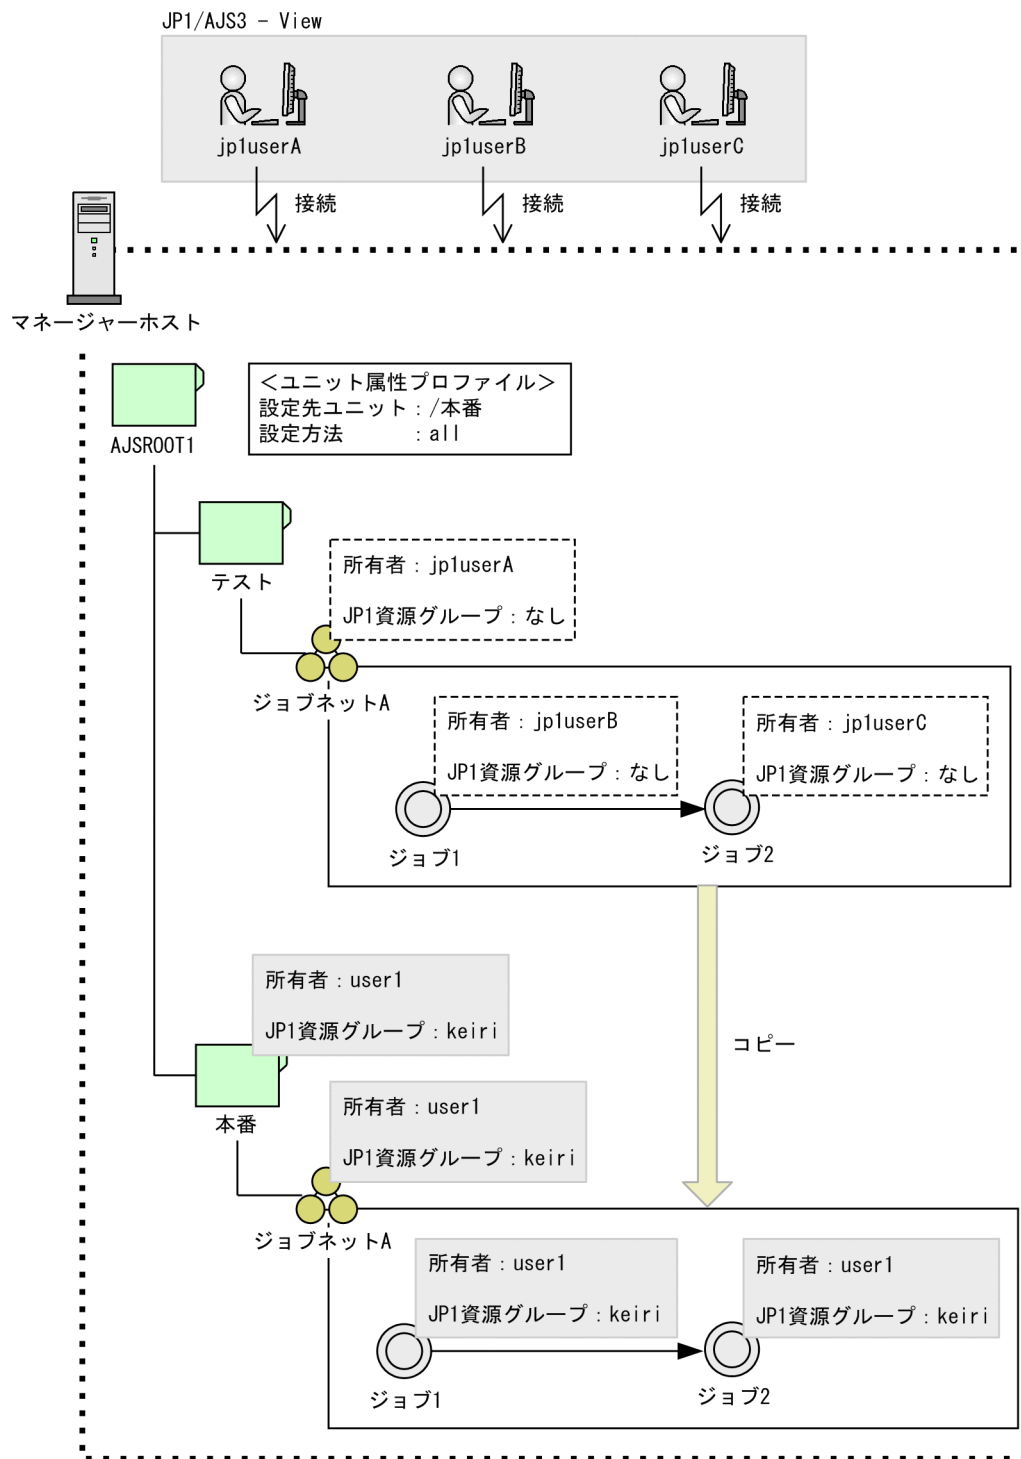 JP1/AJS3 - View
jp1userA
jp1userB
jp1userC
接続
接続
接続
マネージャーホスト
＜ユニット属性プロファイル＞
設定先ユニット：/本番
設定方法　　　：all
AJSROOT1
テスト
所有者：jp1userA
JP1資源グループ：なし
ジョブネットA
所有者：jp1userB
JP1資源グループ：なし
所有者：jp1userC
JP1資源グループ：なし
ジョブ1
ジョブ2
所有者：user1
JP1資源グループ：keiri
コピー
本番
所有者：user1
JP1資源グループ：keiri
ジョブネットA
所有者：user1
JP1資源グループ：keiri
所有者：user1
JP1資源グループ：keiri
ジョブ1
ジョブ2